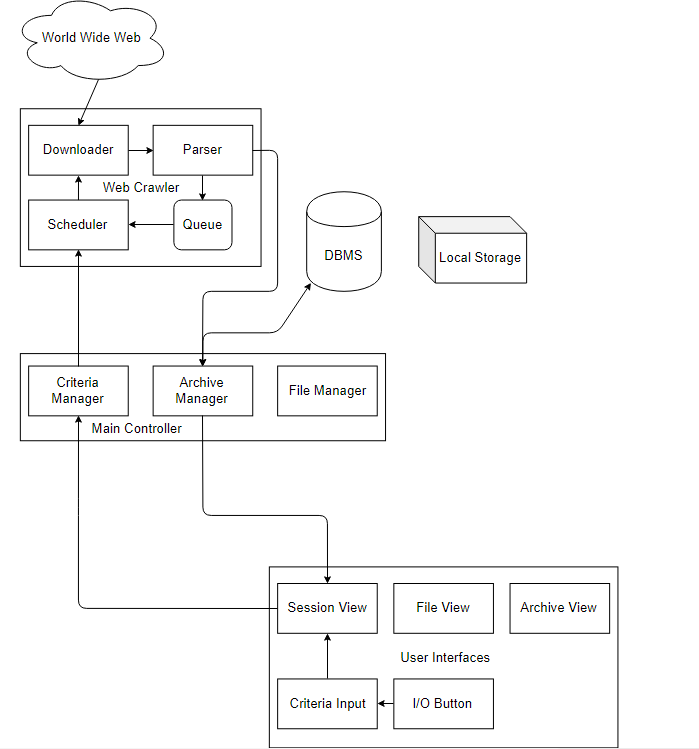 World Wide Web
Downloader
Parser
Web Crawler
Scheduler
Queue
DBMS
Local Storage
Criteria
Manager
Archive
Manager
File Manager
Main Controller
Session View
File View
Archive View
User Interfaces
Criteria Input
I/O Button